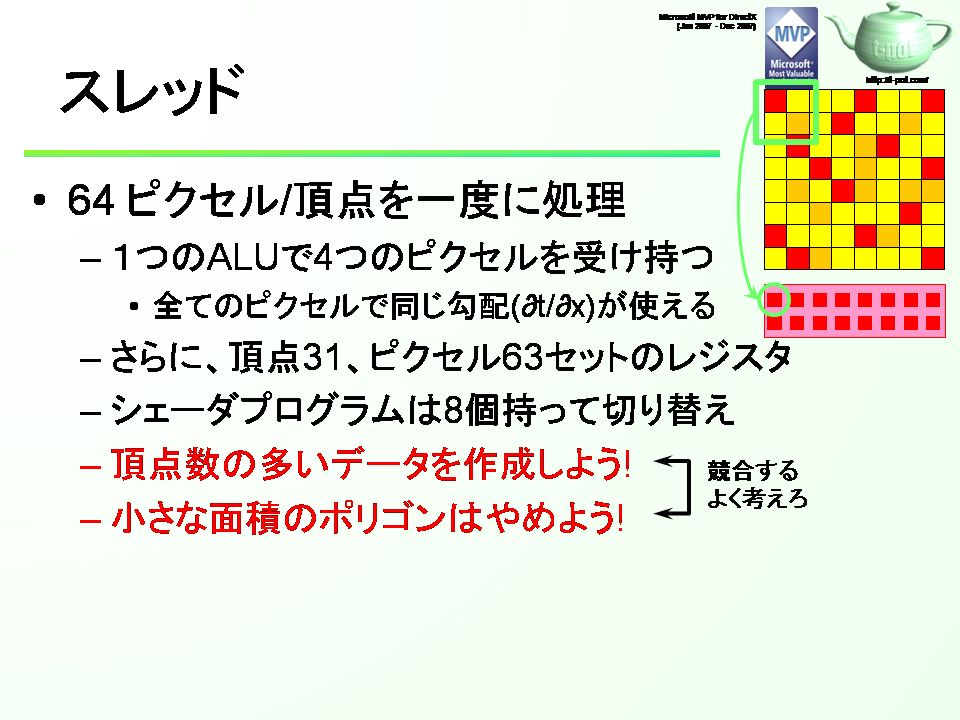 Microsoft MVP for DirectX
(Jan 2007 - Dec 2007)
MVP
Microsoft®
Most Valuable
t-pot
http://t-pot.com/
スレッド
• 64 ピクセル/頂点を一度に処理
– １つのALUで4つのピクセルを受け持つ
• 全てのピクセルで同じ勾配(∂t/∂x)が使える
– さらに、頂点31、ピクセル63セットのレジスタ
– シェーダプログラムは8個持って切り替え
– 頂点数の多いデータを作成しよう!
– 小さな面積のポリゴンはやめよう!
競合する
よく考えろ